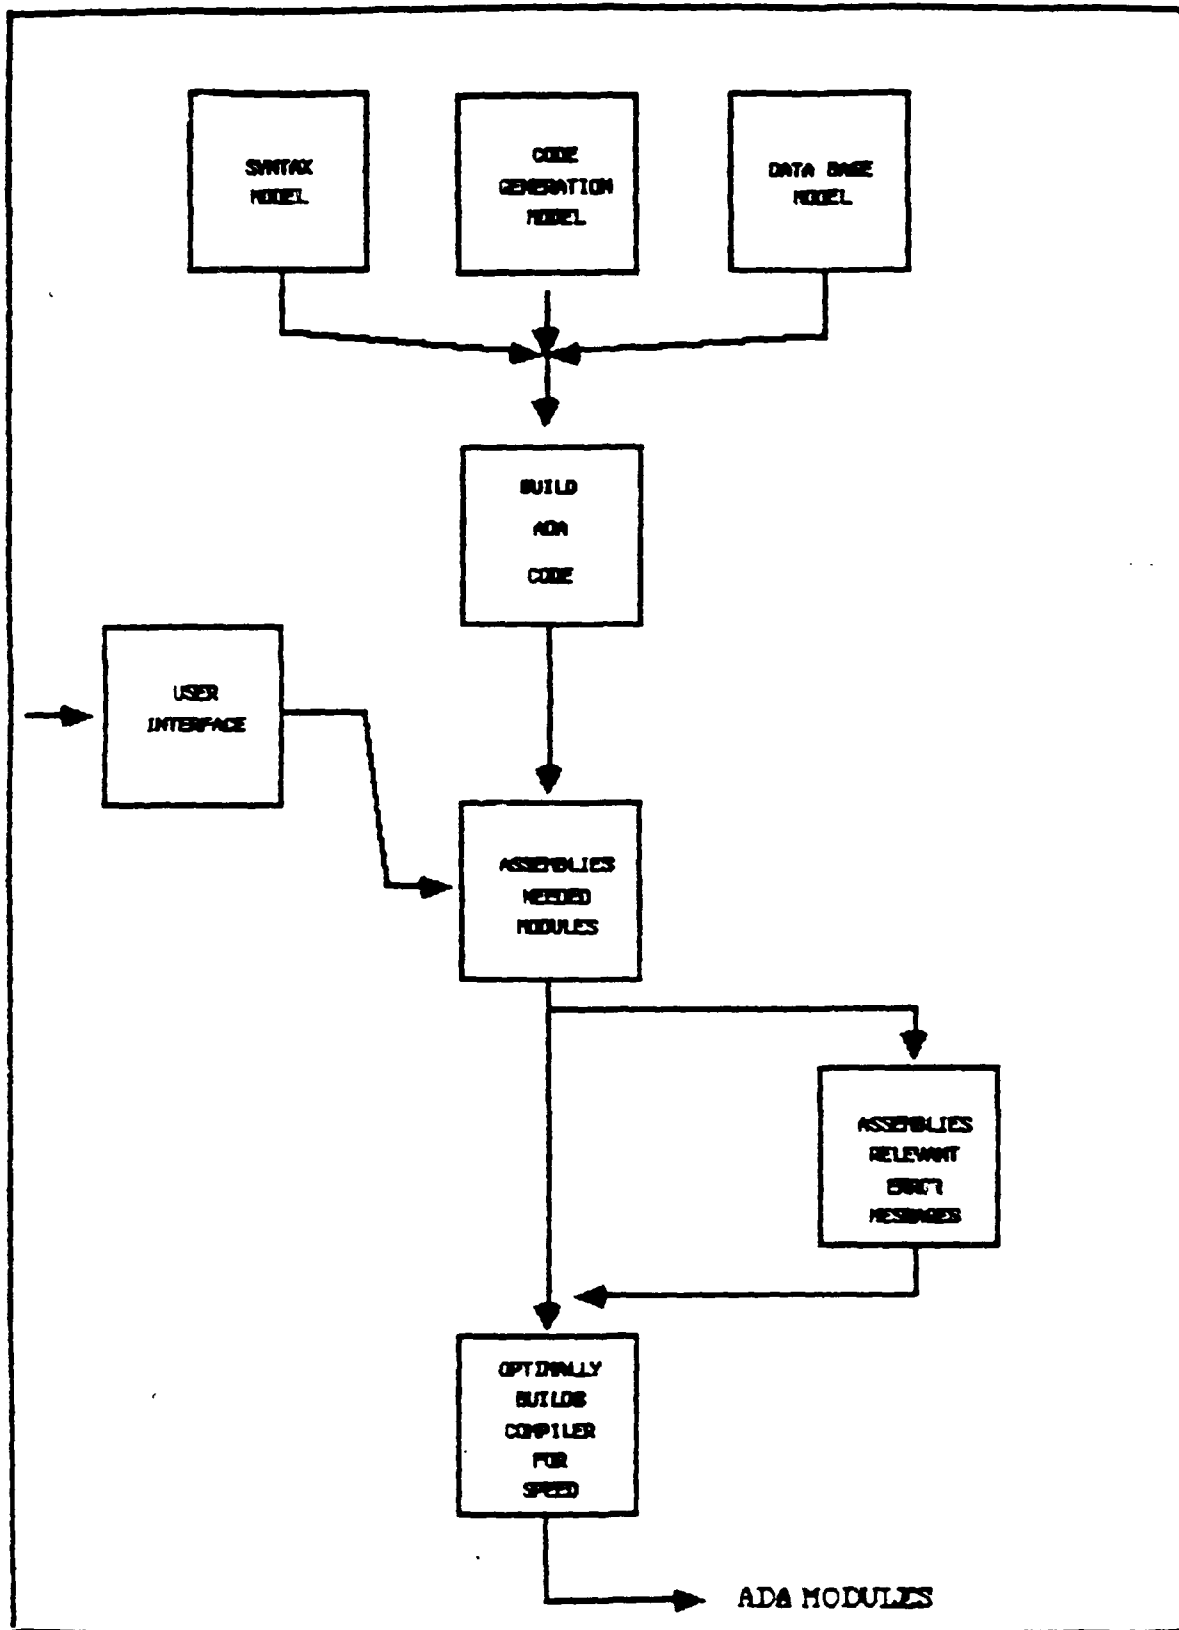 SYNTAX
MODEL
CODE
GENERATION
MODEL
DATA BASE
MODEL
BUILD
ADA
CODE
USER
INTERFACE
ASSEMBLIES
NEEDED
MODULES
ASSEMBLIES
RELEVANT
ERROR
MESSAGES
OPTIMALLY
BUILDS
COMPILER
FOR
SPEED
ADA MODULES